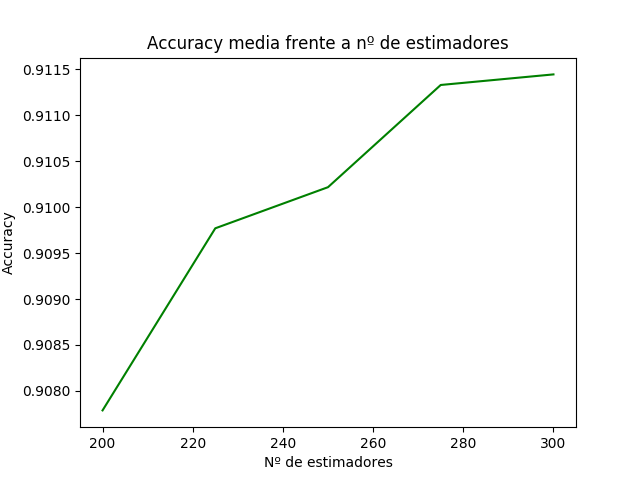 Accuracy media frente a nº de estimadores
0.9115
0.9110
0.9105
0.9100
0.9095
0.9090
0.9085
0.9080
Accuracy
200 220 240 260 280 300
Nº de estimadores